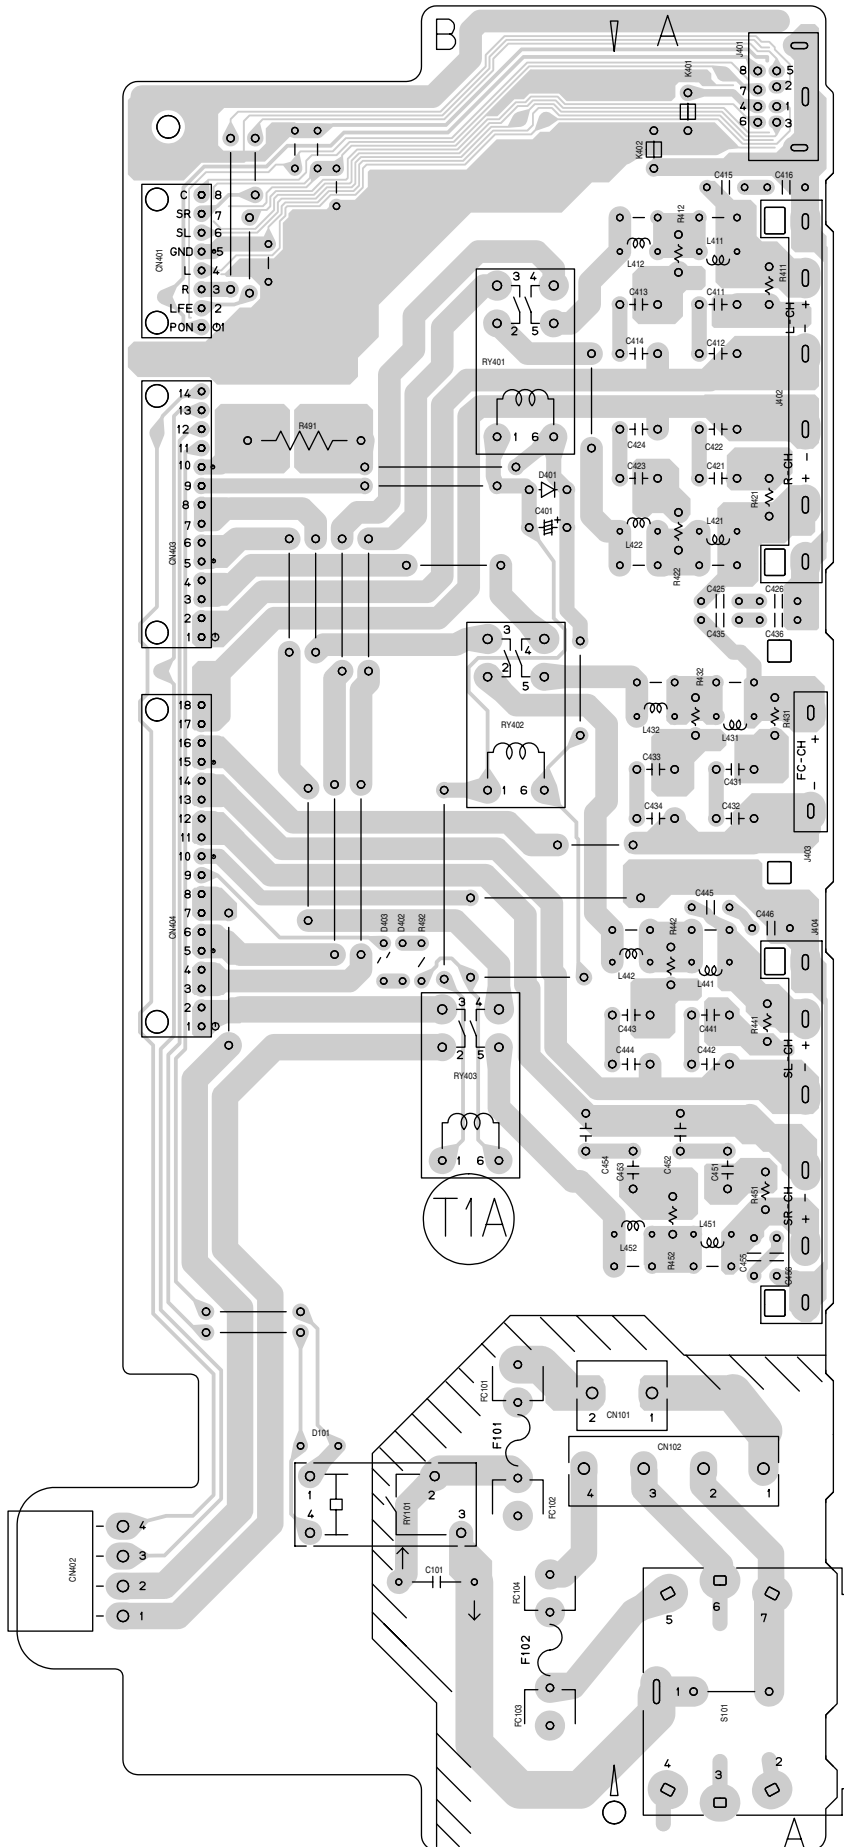 B
A
J401
8 5
7 2
4 1
6 3
K401
K402
C415 C416
C 8
SR 7
SL 6
GND 5
L 4
R 3
LFE 2
PON 1
CN401
R412
L411
L412
R411
C413 C411
L-CH + -
C414 C412
3 4
2 5
RY401
1 6
J402
14
13
12
11
10
9
8
7
6
5
4
3
2
1
CN403
R491
C424 C422
C423 C421
R-CH + -
R421
D401
C401 +
L422 L421
R422
C425 C426
C435 C436
3
4
2
5
RY402
1 6
R432
L432 L431
R431
FC-CH + -
C433 C431
C434 C432
J403
18
17
16
15
14
13
12
11
10
9
8
7
6
5
4
3
2
1
CN404
D403 D402 R492
C445
C446
J404
R442
L442 L441
R441
C443 C441
C444 C442
SL-CH + -
3 4
2 5
RY403
1 6
C454 C453 C452 C451
R451
SR-CH + -
L452 R452 L451
C455 C456
T1A
FC101
F101
FC102
2 1
CN101
CN102
4 3 2 1
D101
1
4
2
3
RY101
C101
CN402
4
3
2
1
FC104
F102
FC103
5 6 7
1
S101
4 3 2
A